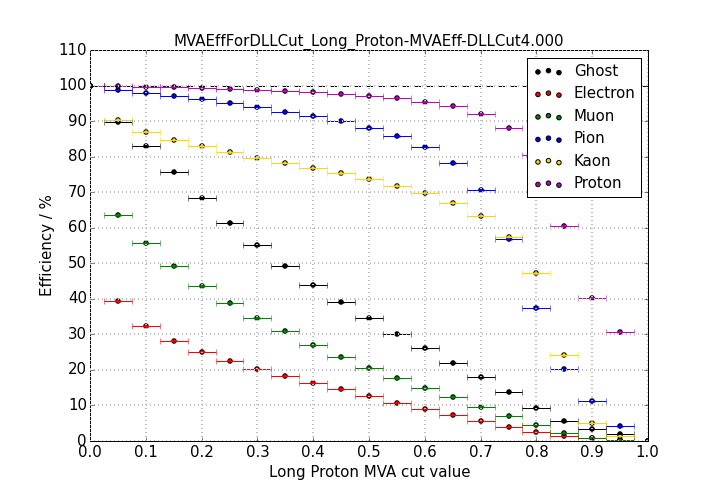 MVAEffForDLLCut_Long_Proton-MVAEff-DLLCut4.000
110
100
90
80
70
60
50
40
30
20
10
0
Efficiency / %
Ghost
Electron
Muon
Pion
Kaon
Proton
0.0 0.1 0.2 0.3 0.4 0.5 0.6 0.7 0.8 0.9 1.0
Long Proton MVA cut value